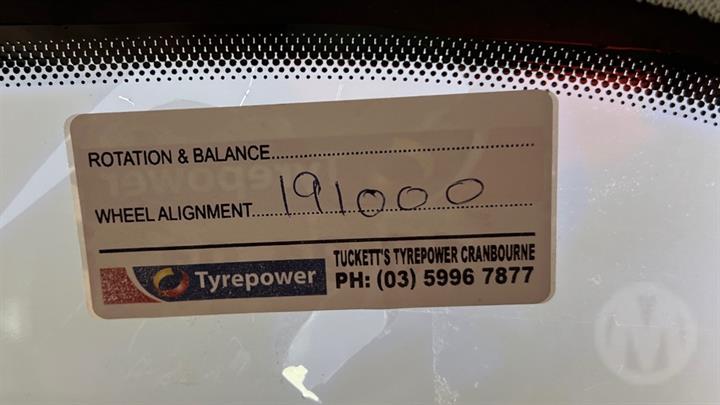 ROTATION & BALANCE..............................
WHEEL ALIGNMENT....191000....
Tyrepower
TUCKETT'S TYREPOWER CRANBOURNE
PH: (03) 5996 7877
M